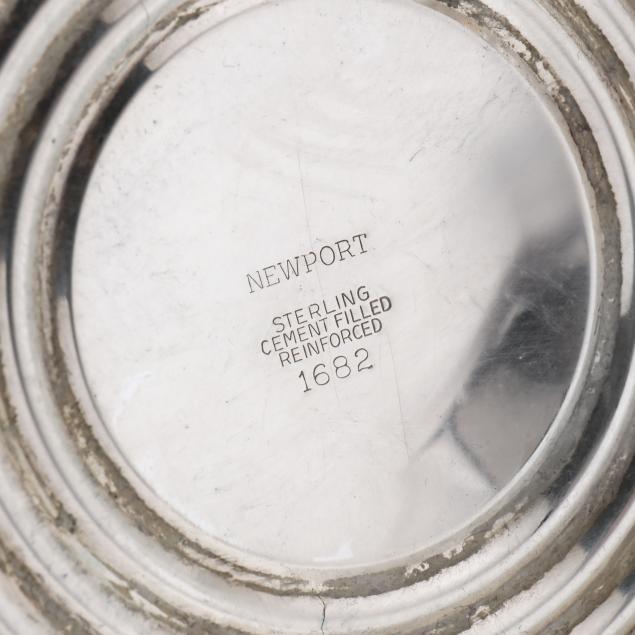 NEWPORT
STERLING
CEMENT FILLED
REINFORCED
1682